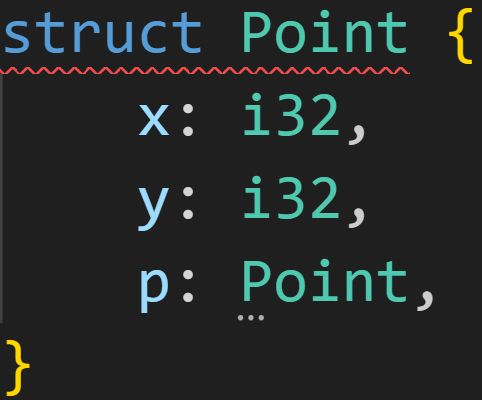 struct Point {
    x: i32,
    y: i32,
    p: Point,
}